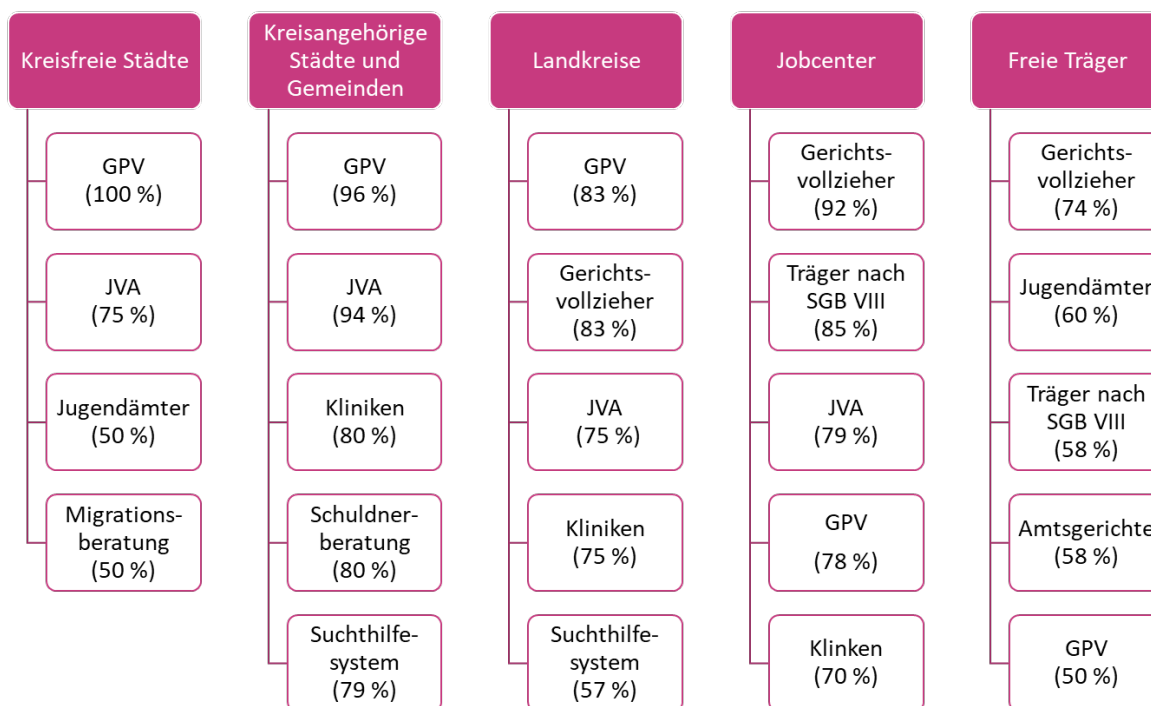 Kreisfreie Städte
GPV
(100 %)
JVA
(75 %)
Jugendämter
(50 %)
Migrations-
beratung
(50 %)
Kreisangehörige
Städte und
Gemeinden
GPV
(96 %)
JVA
(94 %)
Kliniken
(80 %)
Schuldner-
beratung
(80 %)
Suchthilfe-
system
(79 %)
Landkreise
GPV
(83 %)
Gerichts-
vollzieher
(83 %)
JVA
(75 %)
Kliniken
(75 %)
Suchthilfe-
system
(57 %)
Jobcenter
Gerichts-
vollzieher
(92 %)
Träger nach
SGB VIII
(85 %)
JVA
(79 %)
GPV
(78 %)
Klinken
(70 %)
Freie Träger
Gerichts-
vollzieher
(74 %)
Jugendämter
(60 %)
Träger nach
SGB VIII
(58 %)
Amtsgerichte
(58 %)
GPV
(50 %)